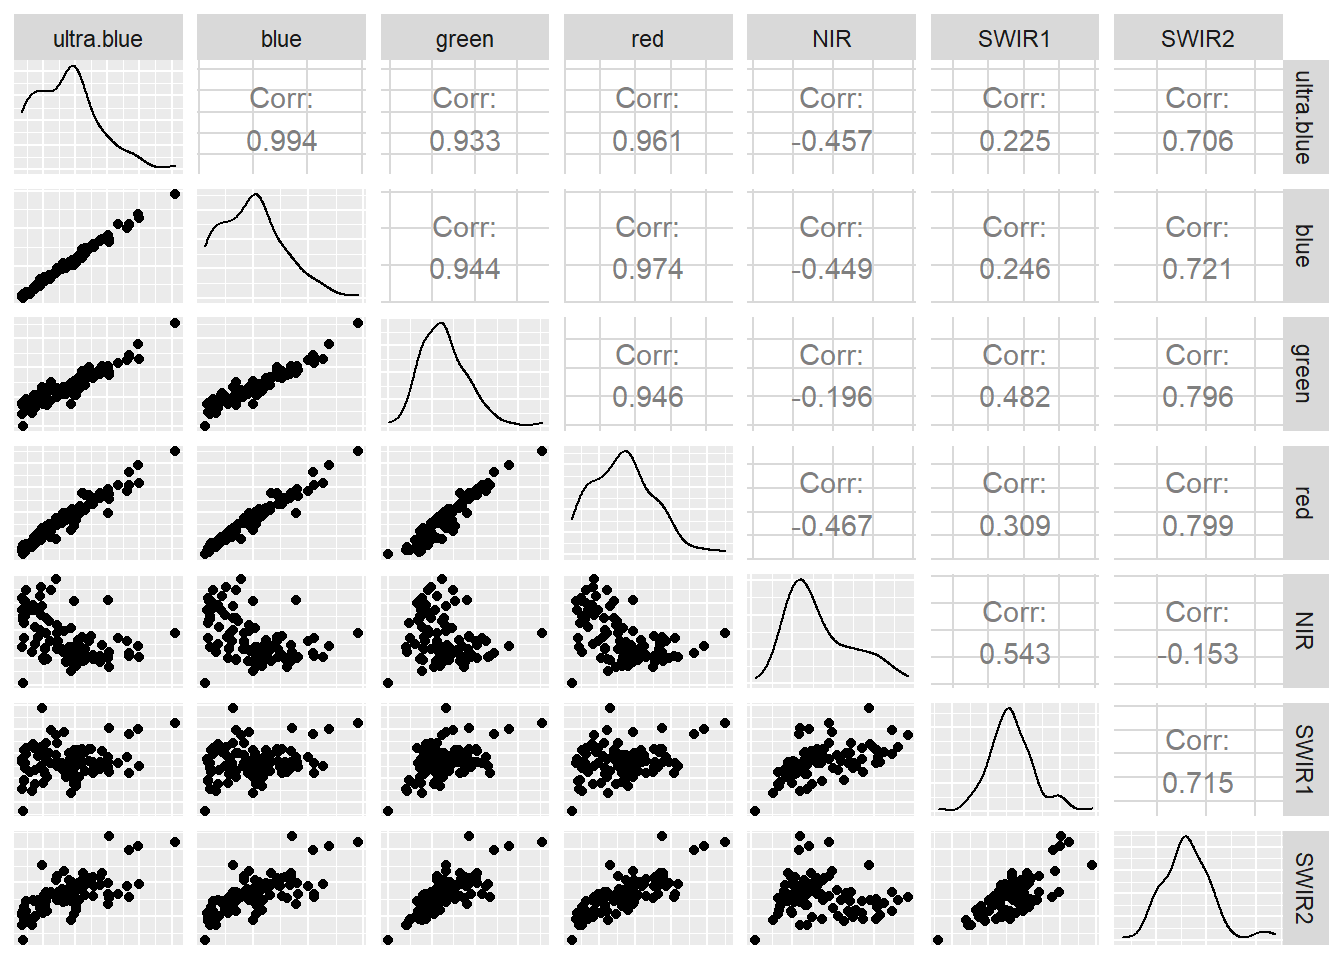 ultra.blue blue green red NIR SWIR1 SWIR2
Corr: Corr: Corr: Corr: Corr: Corr:
0.994 0.933 0.961 -0.457 0.225 0.706
ultra.blue
Corr: Corr: Corr: Corr: Corr:
0.944 0.974 -0.449 0.246 0.721
blue
Corr: Corr: Corr: Corr:
0.946 -0.196 0.482 0.796
green
Corr: Corr: Corr:
-0.467 0.309 0.799
red
Corr: Corr:
0.543 -0.153
NIR
Corr:
0.715
SWIR1
SWIR2